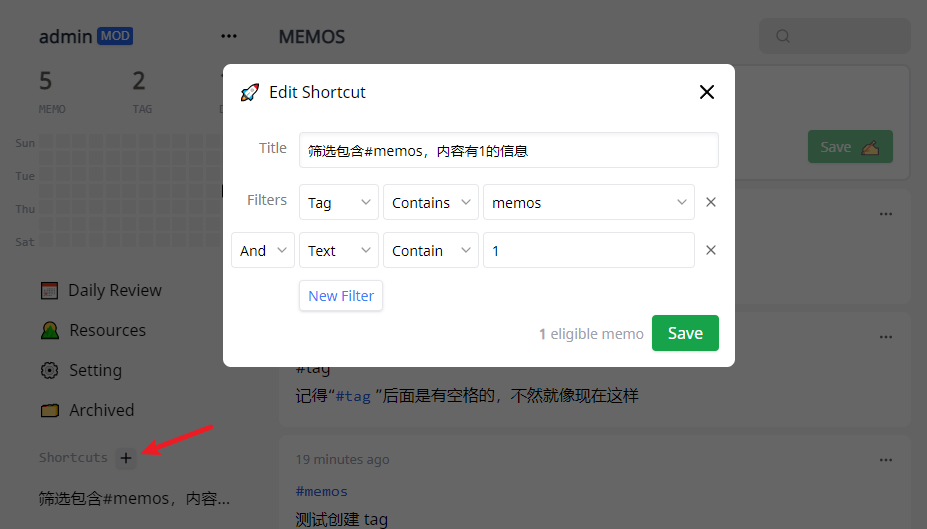 admin MOD
MEMOS
5
2
MEMO
TAG
Sun
Tue
Thu
Sat
Daily Review
Resources
Setting
Archived
Shortcuts +
筛选包含#memos，内容...
Edit Shortcut
Title 筛选包含#memos，内容有1的信息
Filters Tag Contains memos
And Text Contain 1
New Filter
1 eligible memo Save
Save
#tag
记得“#tag ”后面是有空格的，不然就像现在这样
19 minutes ago
#memos
测试创建 tag